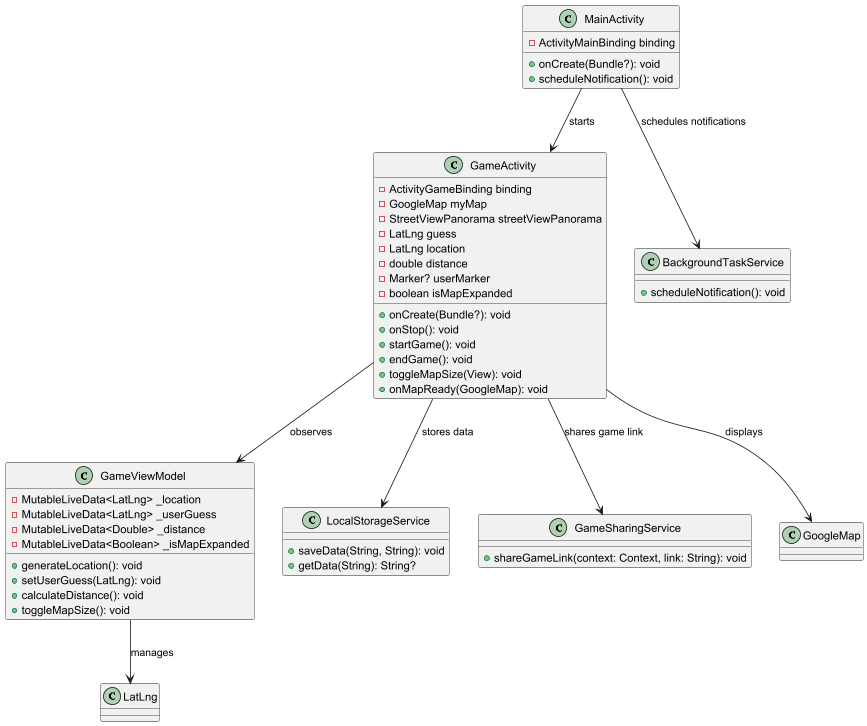 C MainActivity
ActivityMainBinding binding
onCreate(Bundle?): void
scheduleNotification(): void
starts
schedules notifications
C GameActivity
ActivityGameBinding binding
GoogleMap myMap
StreetViewPanorama streetViewPanorama
LatLng guess
LatLng location
double distance
Marker? userMarker
boolean isMapExpanded
onCreate(Bundle?): void
onStop(): void
startGame(): void
endGame(): void
toggleMapSize(View): void
onMapReady(GoogleMap): void
C BackgroundTaskService
scheduleNotification(): void
observes
stores data
shares game link
displays
C GameViewModel
MutableLiveData<LatLng> _location
MutableLiveData<LatLng> _userGuess
MutableLiveData<Double> _distance
MutableLiveData<Boolean> _isMapExpanded
generateLocation(): void
setUserGuess(LatLng): void
calculateDistance(): void
toggleMapSize(): void
C LocalStorageService
saveData(String, String): void
getData(String): String?
C GameSharingService
shareGameLink(context: Context, link: String): void
C GoogleMap
manages
C LatLng